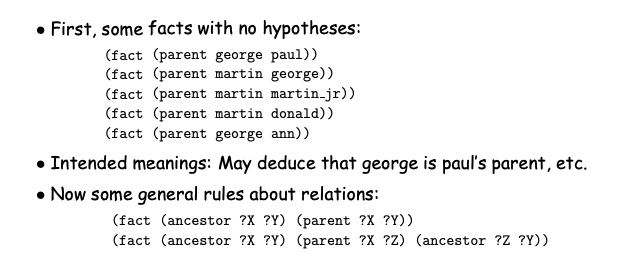 • First, some facts with no hypotheses:
(fact (parent george paul))
(fact (parent martin george))
(fact (parent martin martin_jr))
(fact (parent martin donald))
(fact (parent george ann))
• Intended meanings: May deduce that george is paul's parent, etc.
• Now some general rules about relations:
(fact (ancestor ?X ?Y) (parent ?X ?Y))
(fact (ancestor ?X ?Y) (parent ?X ?Z) (ancestor ?Z ?Y))